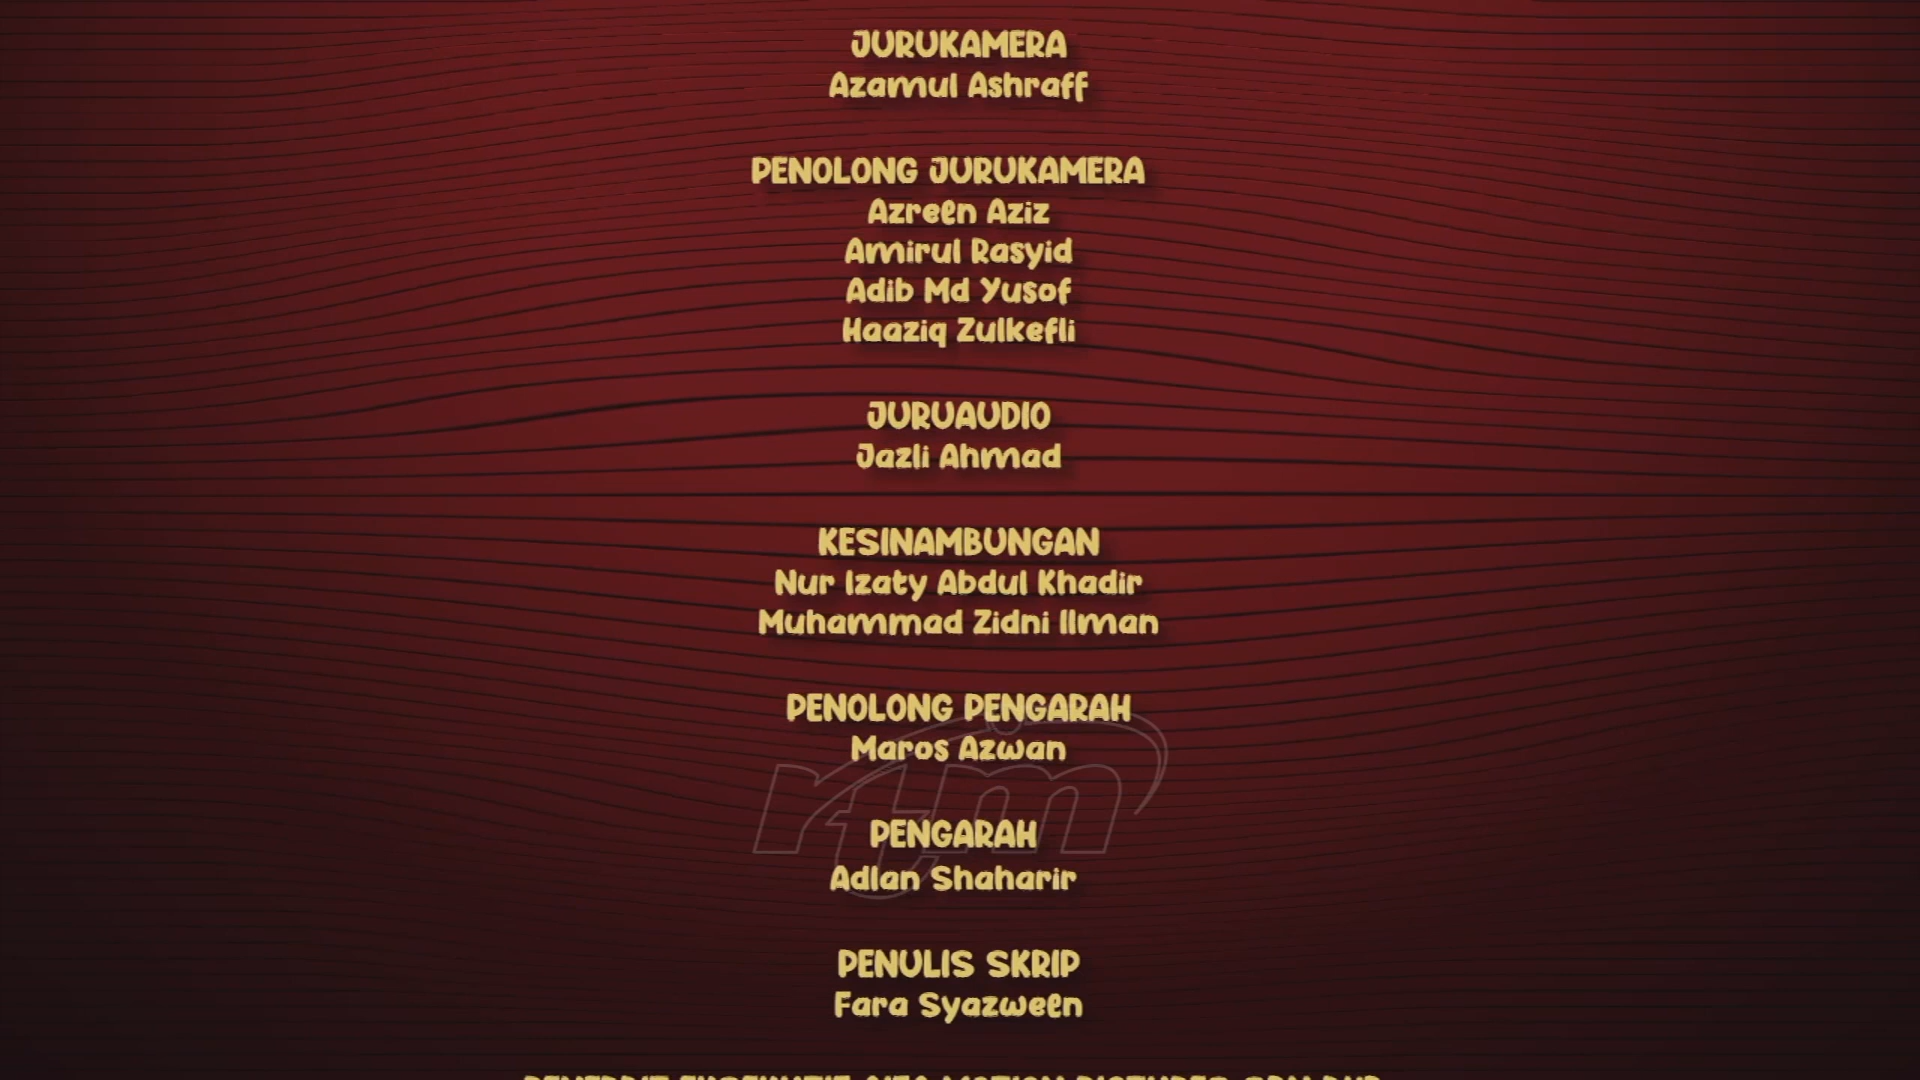 JURUKAMERA
Azamul Ashraff
PENOLONG JURUKAMERA
Azreen Aziz
Amirul Rasyid
Adib Md Yusof
Haaziq Zulkefli
JURUAUDIO
Jazli Ahmad
KESINAMBUNGAN
Nur Izaty Abdul Khadir
Muhammad Zidni Ilman
PENOLONG PENGARAH
Maros Azwan
rtm
PENGARAH
Adlan Shaharir
PENULIS SKRIP
Fara Syazween